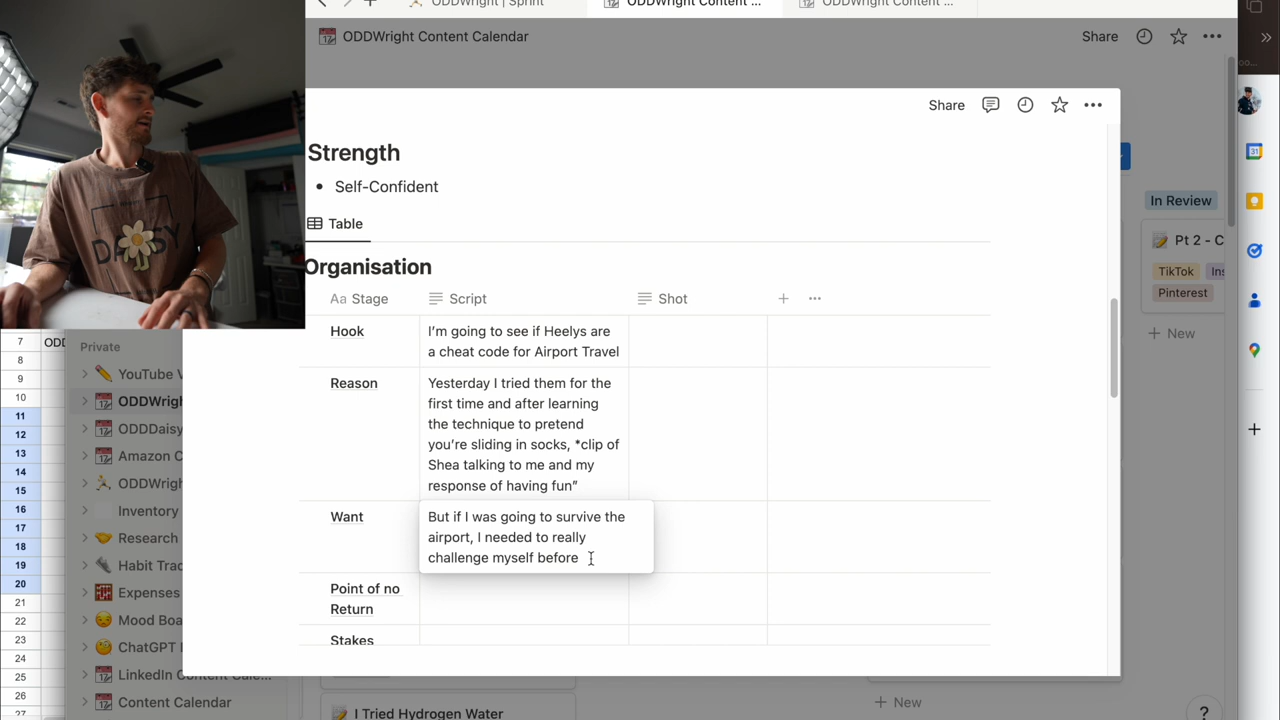 ODDWright | Sprint
ODDWright Content ...
ODDWright Content ...
ODDWright Content Calendar
Share
Share
Strength
• Self-Confident
Table
Organisation
Aa Stage
Script
Shot
Hook
I'm going to see if Heelys are
a cheat code for Airport Travel
Reason
Yesterday I tried them for the
first time and after learning
the technique to pretend
you're sliding in socks, *clip of
Shea talking to me and my
response of having fun"
Want
But if I was going to survive the
airport, I needed to really
challenge myself before
Point of no
Return
Stakes
In Review
Pt 2 - C
TikTok
Ins
Pinterest
New
New
I Tried Hydrogen Water
?
DAISY
Private
YouTube V
ODDWrigh
ODDDaisy
Amazon C
ODDWrigh
Inventory
Research
Habit Trac
Expenses
Mood Boa
ChatGPT
LinkedIn Content Cale...
Content Calendar
7
ODD
8
9
10
11
12
13
14
15
16
17
18
19
20
21
22
23
24
25
26
27
31